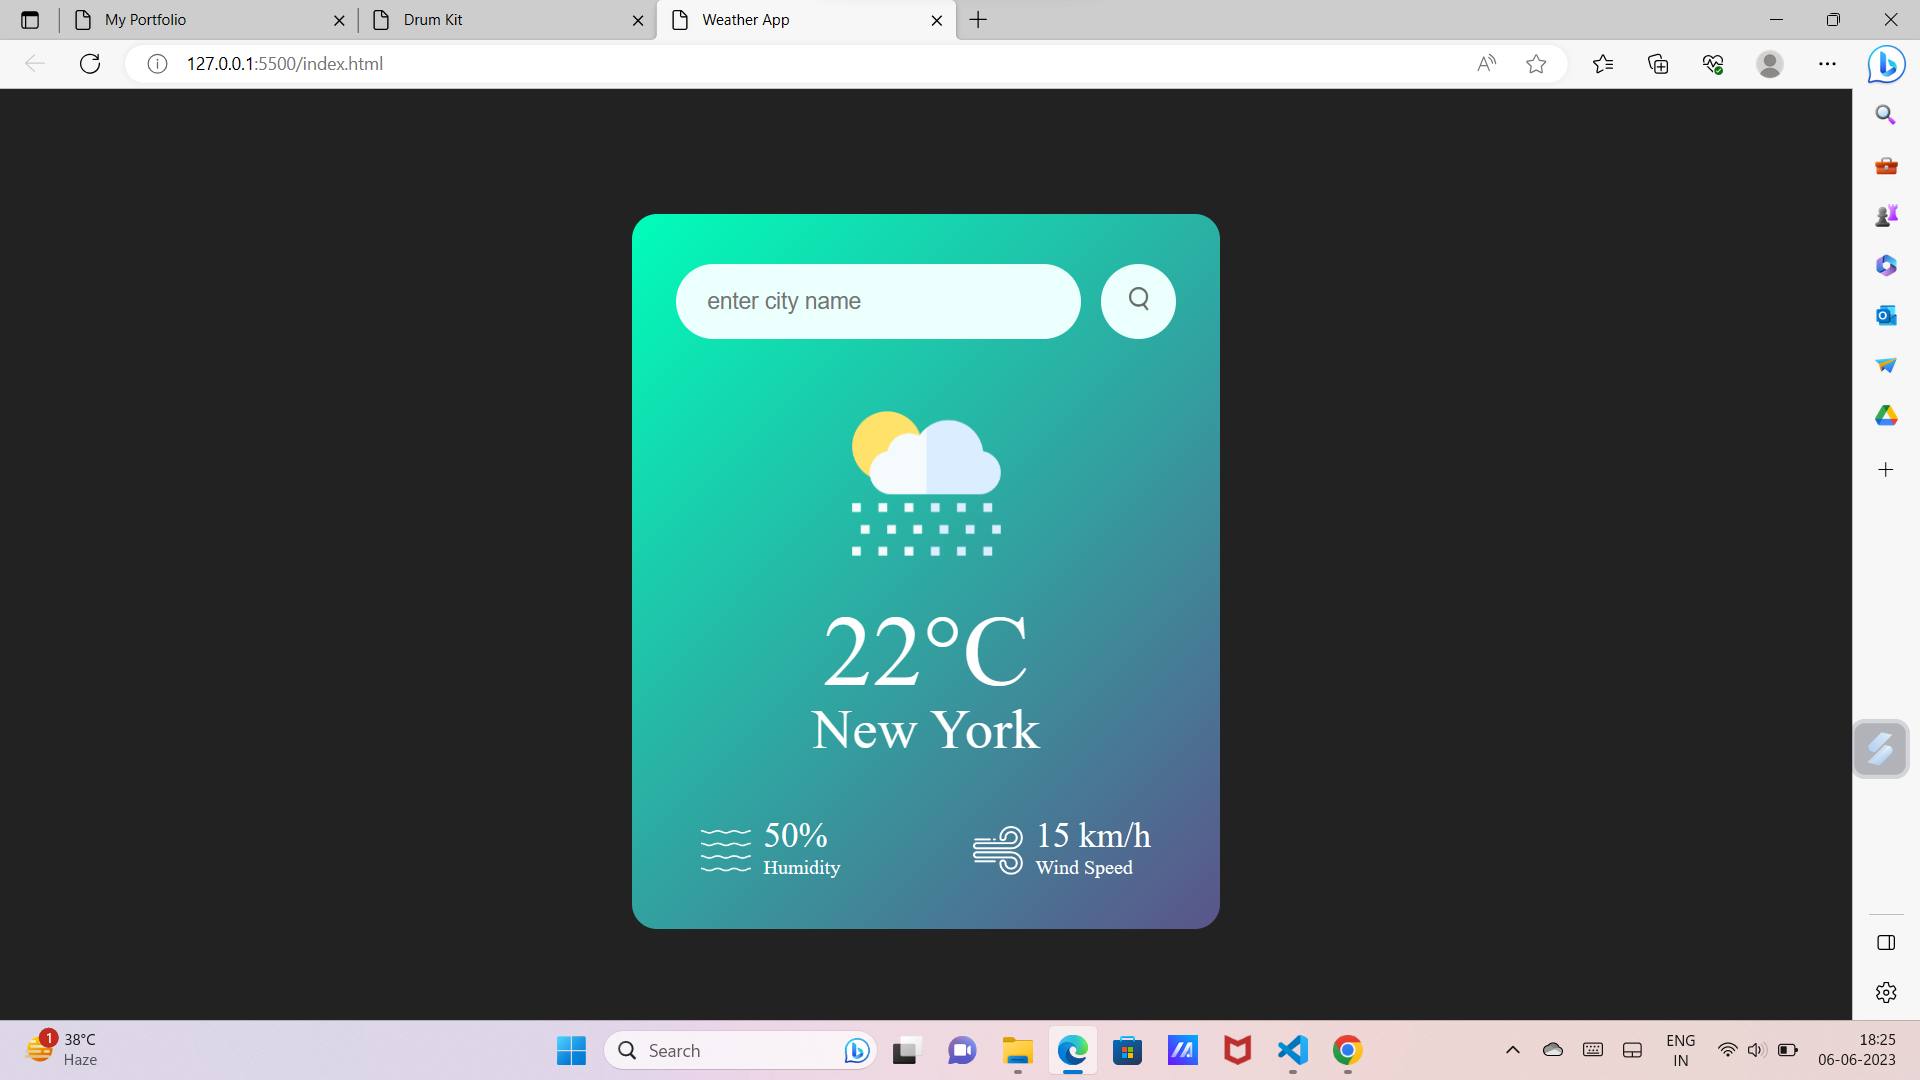 My Portfolio
Drum Kit
Weather App
127.0.0.1:5500/index.html
enter city name
22°C
New York
50%
Humidity
15 km/h
Wind Speed
1
38°C
Haze
Search
ENG
IN
18:25
06-06-2023